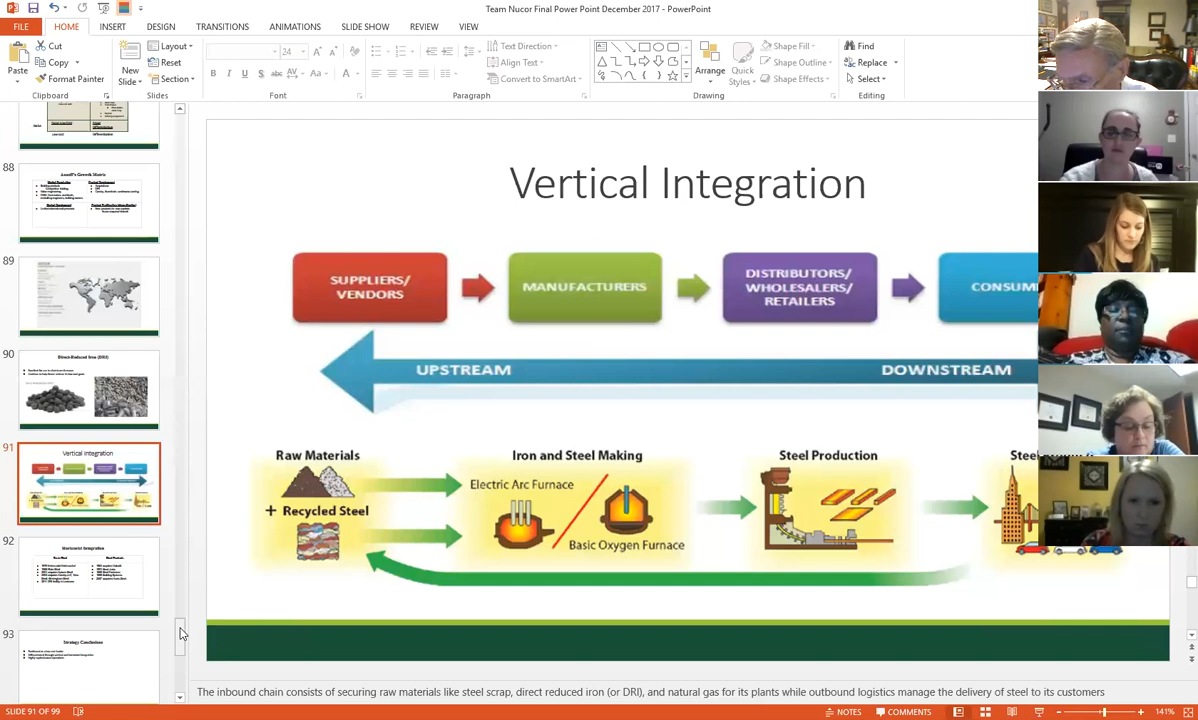 Team Nucor Final Power Point December 2017 - PowerPoint
FILE HOME INSERT DESIGN TRANSITIONS ANIMATIONS SLIDE SHOW REVIEW VIEW
Cut
Copy
Format Painter
Paste
Clipboard
New
Slide
Layout
Reset
Section
Slides
24
B I U S abc AV Aa A
Font
Text Direction
Align Text
Convert to SmartArt
Paragraph
Arrange
Quick
Styles
Shape Fill
Shape Outline
Shape Effects
Drawing
Find
Replace
Select
Editing
88
Ansoff's Growth Matrix
89
90
Direct-Reduced Iron (DRI)
91
Vertical Integration
92
Horizontal Integration
93
Strategy Conclusions
Vertical Integration
SUPPLIERS/
VENDORS
MANUFACTURERS
DISTRIBUTORS/
WHOLESALERS/
RETAILERS
CONSUM
UPSTREAM
DOWNSTREAM
Raw Materials
+ Recycled Steel
Iron and Steel Making
Electric Arc Furnace
Basic Oxygen Furnace
Steel Production
The inbound chain consists of securing raw materials like steel scrap, direct reduced iron (or DRI), and natural gas for its plants while outbound logistics manage the delivery of steel to its customers
SLIDE 91 OF 99
NOTES COMMENTS 141%